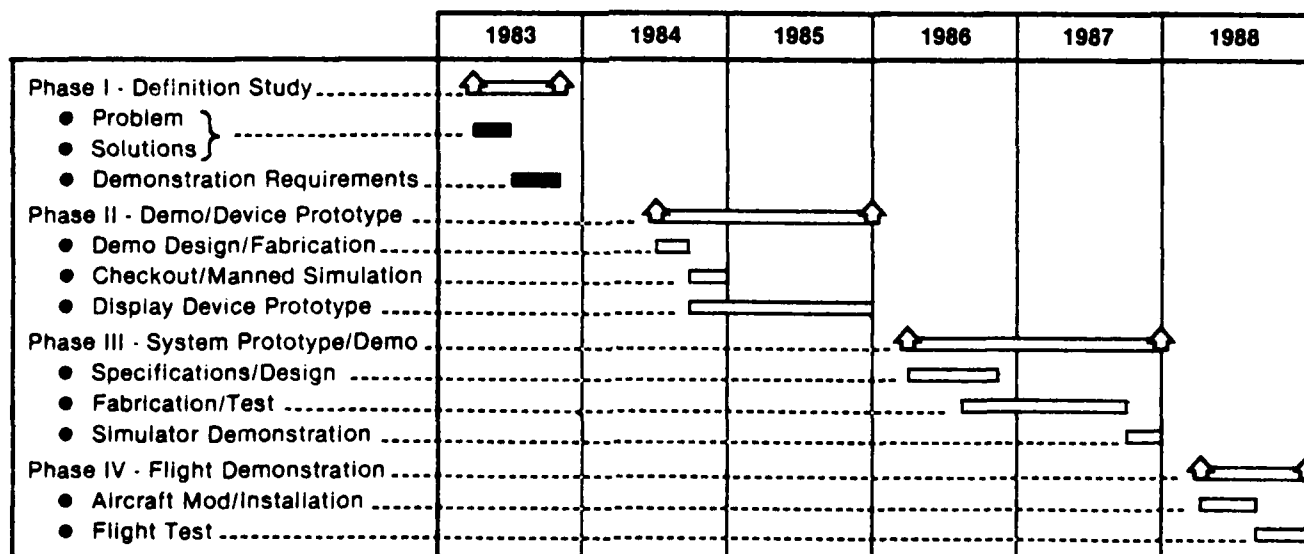 1983 1984 1985 1986 1987 1988
Phase I - Definition Study
● Problem
● Solutions
● Demonstration Requirements
Phase II - Demo/Device Prototype
● Demo Design/Fabrication
● Checkout/Manned Simulation
● Display Device Prototype
Phase III - System Prototype/Demo
● Specifications/Design
● Fabrication/Test
● Simulator Demonstration
Phase IV - Flight Demonstration
● Aircraft Mod/Installation
● Flight Test